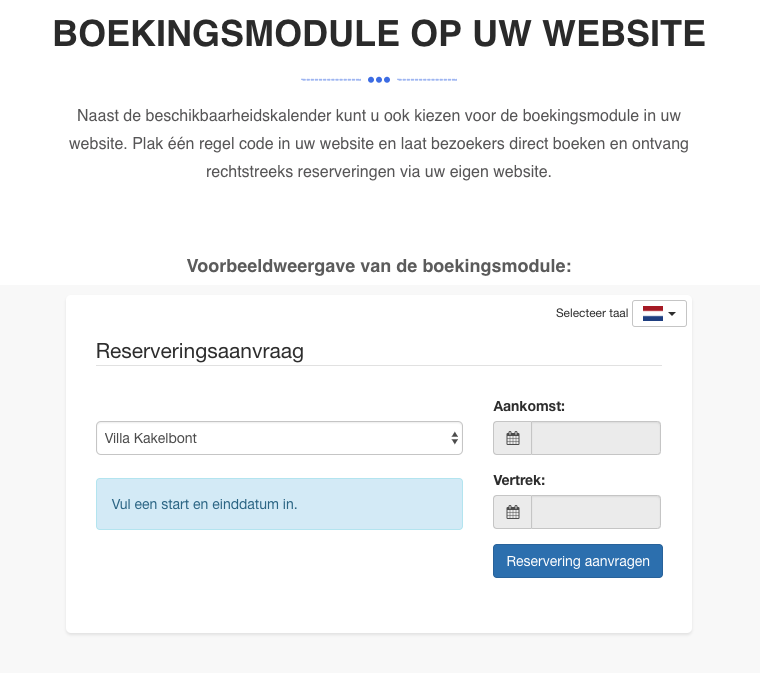 BOEKINGSMODULE OP UW WEBSITE
Naast de beschikbaarheidskalender kunt u ook kiezen voor de boekingsmodule in uw
website. Plak één regel code in uw website en laat bezoekers direct boeken en ontvang
rechtstreeks reserveringen via uw eigen website.
Voorbeeldweergave van de boekingsmodule:
Selecteer taal
Reserveringsaanvraag
Aankomst:
Villa Kakelbont
Vertrek:
Vul een start en einddatum in.
Reservering aanvragen